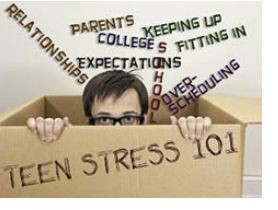 RELATIONSHIPS
PARENTS
COLLEGE
KEEPING UP
FITTING IN
EXPECTATIONS
SCHOOL
OVER-
SCHEDULING
TEEN STRESS 101